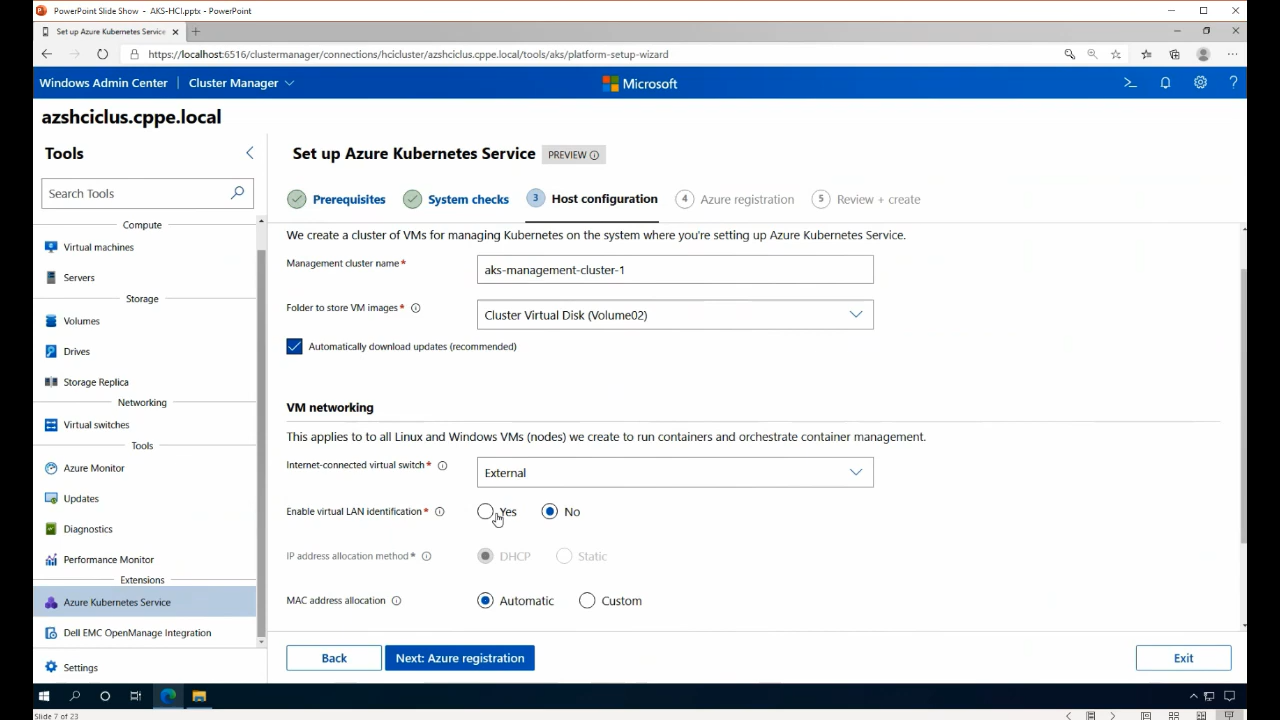 PowerPoint Slide Show - AKS-HCI.pptx - PowerPoint
Set up Azure Kubernetes Service
https://localhost:6516/clustermanager/connections/hcicluster/azshciclus.cppe.local/tools/aks/platform-setup-wizard
Windows Admin Center | Cluster Manager
Microsoft
azshciclus.cppe.local
Tools
Search Tools
Compute
Virtual machines
Servers
Storage
Volumes
Drives
Storage Replica
Networking
Virtual switches
Tools
Azure Monitor
Updates
Diagnostics
Performance Monitor
Extensions
Azure Kubernetes Service
Dell EMC OpenManage Integration
Settings
Set up Azure Kubernetes Service PREVIEW
Prerequisites System checks 3 Host configuration 4 Azure registration 5 Review + create
We create a cluster of VMs for managing Kubernetes on the system where you're setting up Azure Kubernetes Service.
Management cluster name* aks-management-cluster-1
Folder to store VM images* Cluster Virtual Disk (Volume02)
Automatically download updates (recommended)
VM networking
This applies to to all Linux and Windows VMs (nodes) we create to run containers and orchestrate container management.
Internet-connected virtual switch* External
Enable virtual LAN identification* Yes No
IP address allocation method* DHCP Static
MAC address allocation Automatic Custom
Back Next: Azure registration Exit
Slide 7 of 23